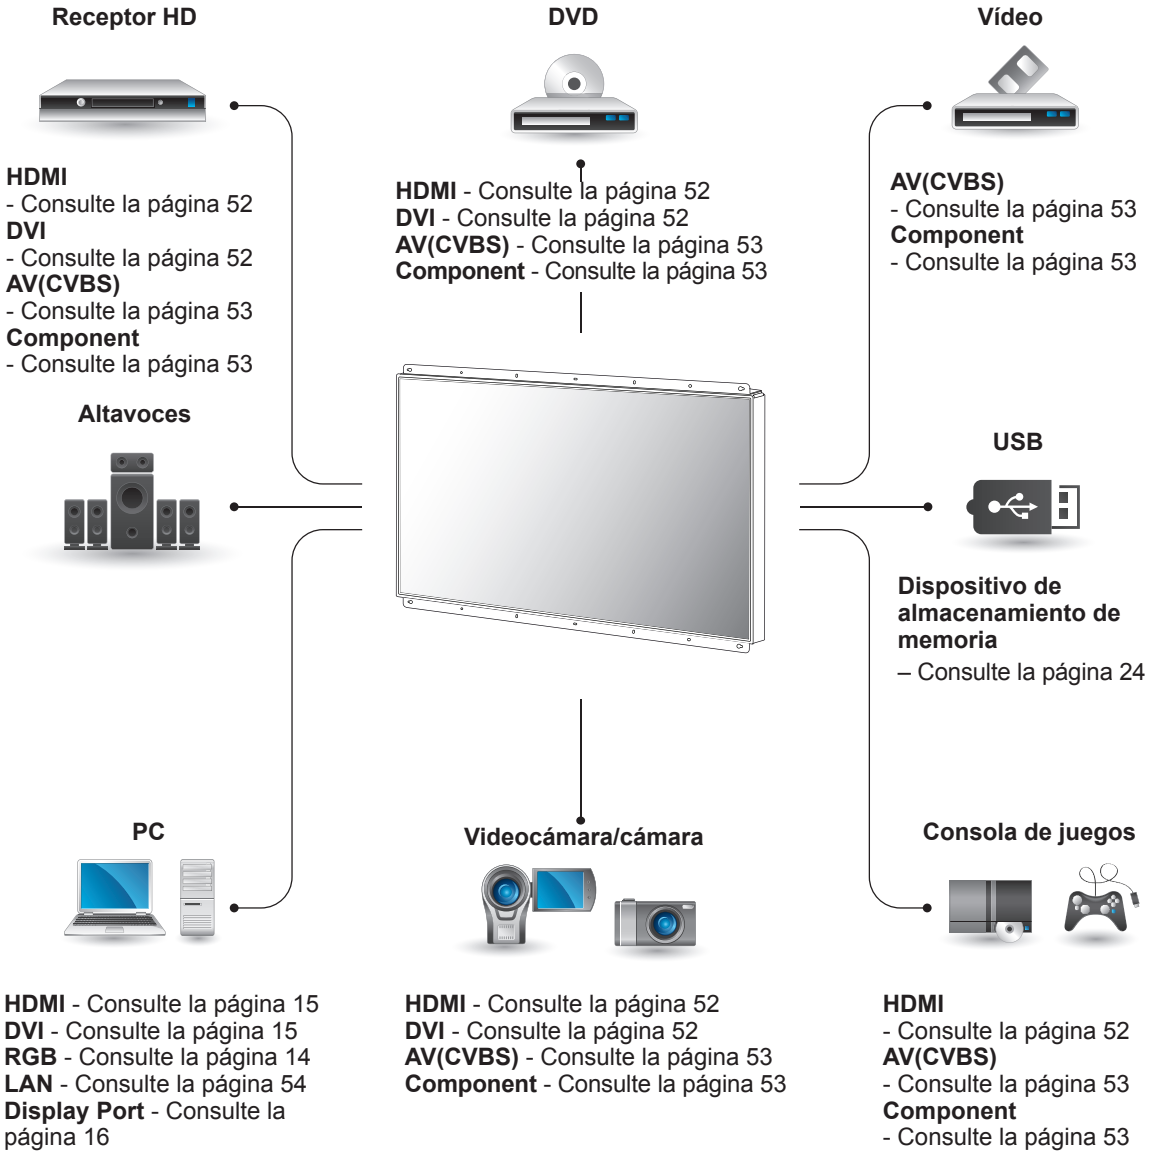 Receptor HD
HDMI
- Consulte la página 52
DVI
- Consulte la página 52
AV(CVBS)
- Consulte la página 53
Component
- Consulte la página 53
DVD
HDMI - Consulte la página 52
DVI - Consulte la página 52
AV(CVBS) - Consulte la página 53
Component - Consulte la página 53
Vídeo
AV(CVBS)
- Consulte la página 53
Component
- Consulte la página 53
Altavoces
USB
Dispositivo de
almacenamiento de
memoria
– Consulte la página 24
PC
HDMI - Consulte la página 15
DVI - Consulte la página 15
RGB - Consulte la página 14
LAN - Consulte la página 54
Display Port - Consulte la
página 16
Videocámara/cámara
HDMI - Consulte la página 52
DVI - Consulte la página 52
AV(CVBS) - Consulte la página 53
Component - Consulte la página 53
Consola de juegos
HDMI
- Consulte la página 52
AV(CVBS)
- Consulte la página 53
Component
- Consulte la página 53